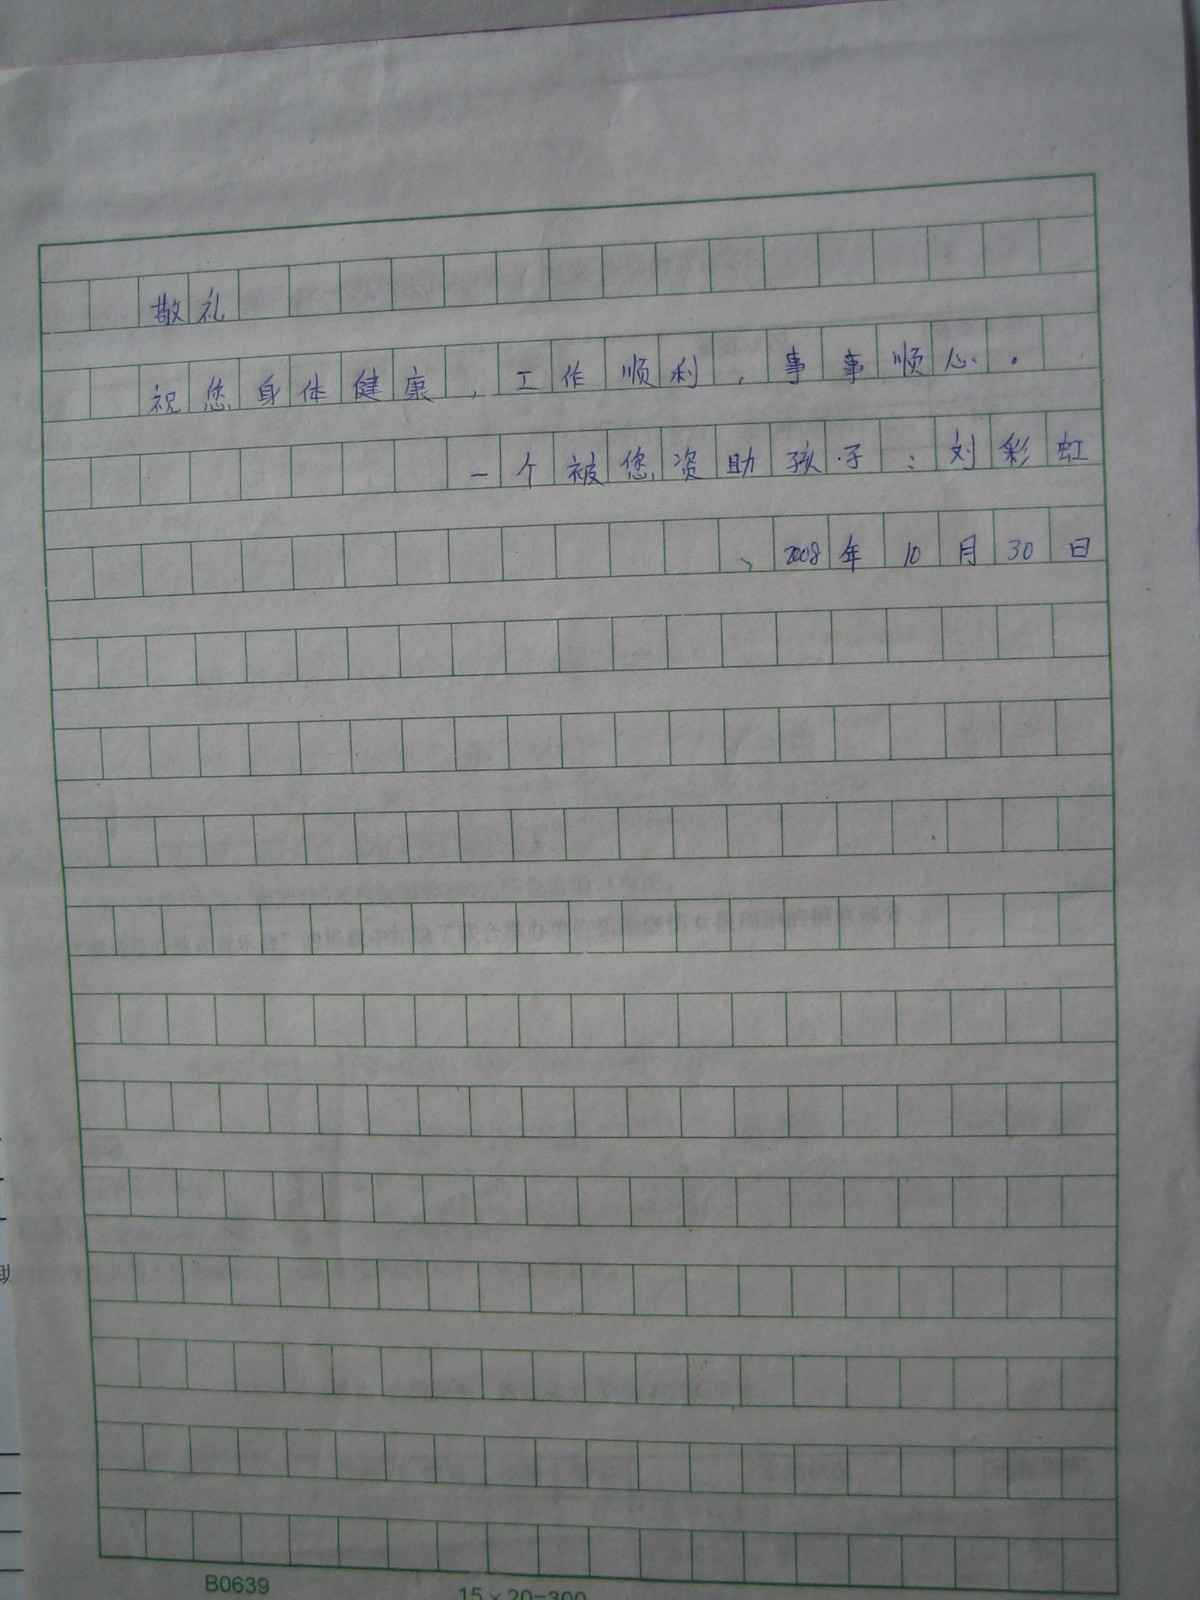 敬礼
祝您身体健康，工作顺利，事事顺心。
一个被您资助孩子：刘彩虹
、2008年10月30日
B0639
15×20=300